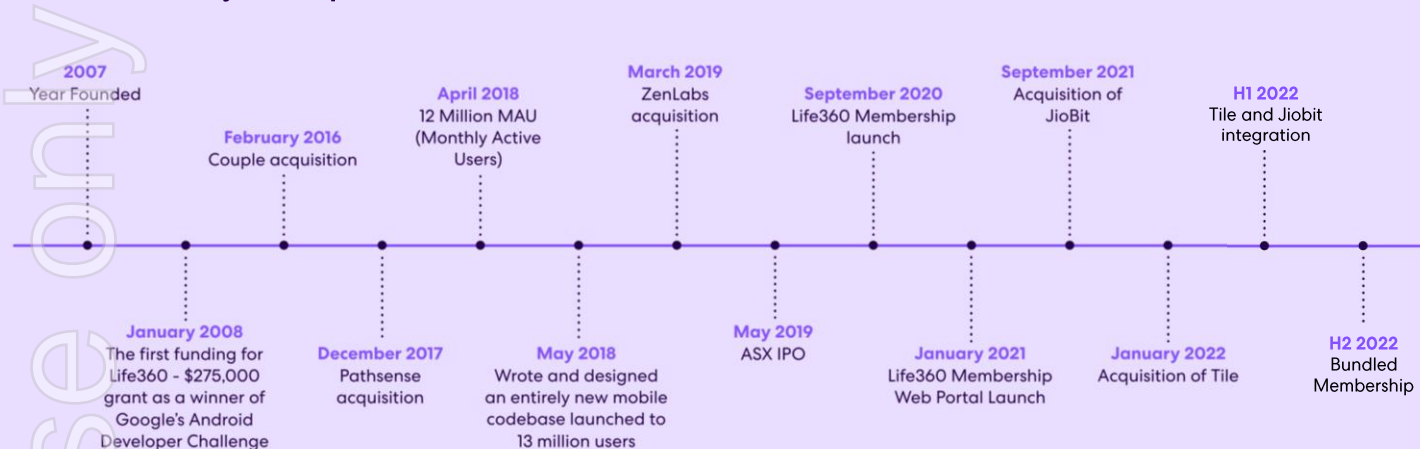 2007
Year Founded
January 2008
The first funding for
Life360 - $275,000
grant as a winner of
Google's Android
Developer Challenge
February 2016
Couple acquisition
December 2017
Pathsense
acquisition
April 2018
12 Million MAU
(Monthly Active
Users)
May 2018
Wrote and designed
an entirely new mobile
codebase launched to
13 million users
March 2019
ZenLabs
acquisition
May 2019
ASX IPO
September 2020
Life360 Membership
launch
January 2021
Life360 Membership
Web Portal Launch
September 2021
Acquisition of
JioBit
January 2022
Acquisition of Tile
H1 2022
Tile and Jiobit
integration
H2 2022
Bundled
Membership
se only